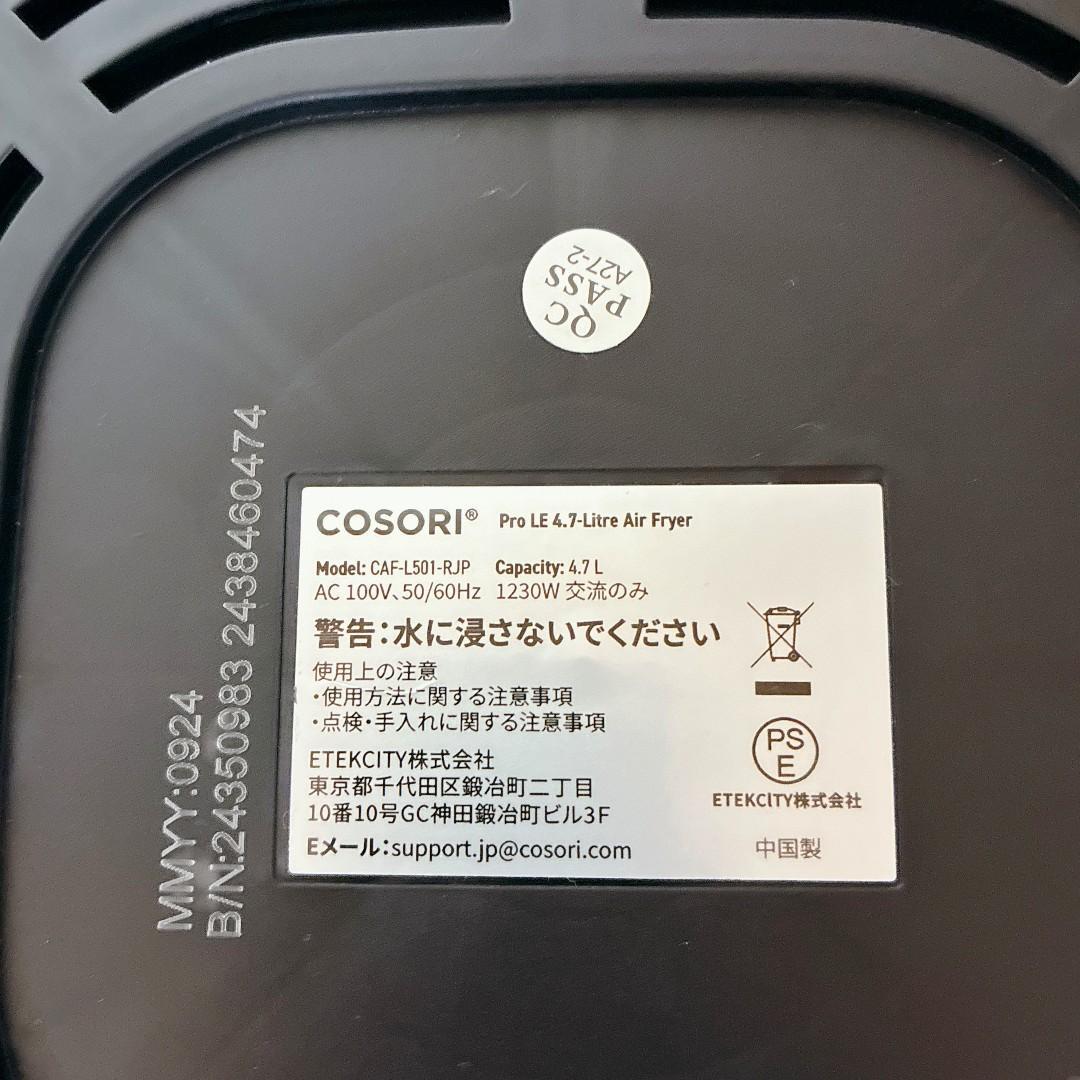 QC
PASS
A27-2
MMYY:0924
B/N:24350983 2438460474
COSORI® Pro LE 4.7-Litre Air Fryer
Model: CAF-L501-RJP Capacity: 4.7 L
AC 100V、50/60Hz 1230W 交流のみ
警告：水に浸さないでください
使用上の注意
・使用方法に関する注意事項
・点検・手入れに関する注意事項
ETEKCITY株式会社
東京都千代田区鍛冶町二丁目
10番10号GC神田鍛冶町ビル3F
Eメール：support.jp@cosori.com
PS
E
ETEKCITY株式会社
中国製